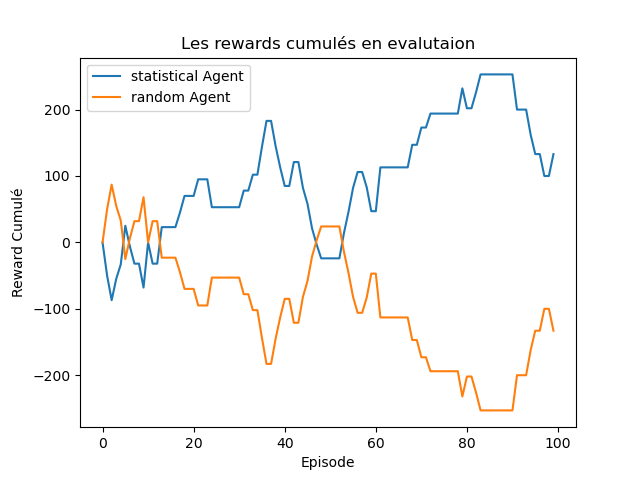 Les rewards cumulés en evalutaion
statistical Agent
random Agent
Reward Cumulé
200
100
0
−100
−200
0 20 40 60 80 100
Episode